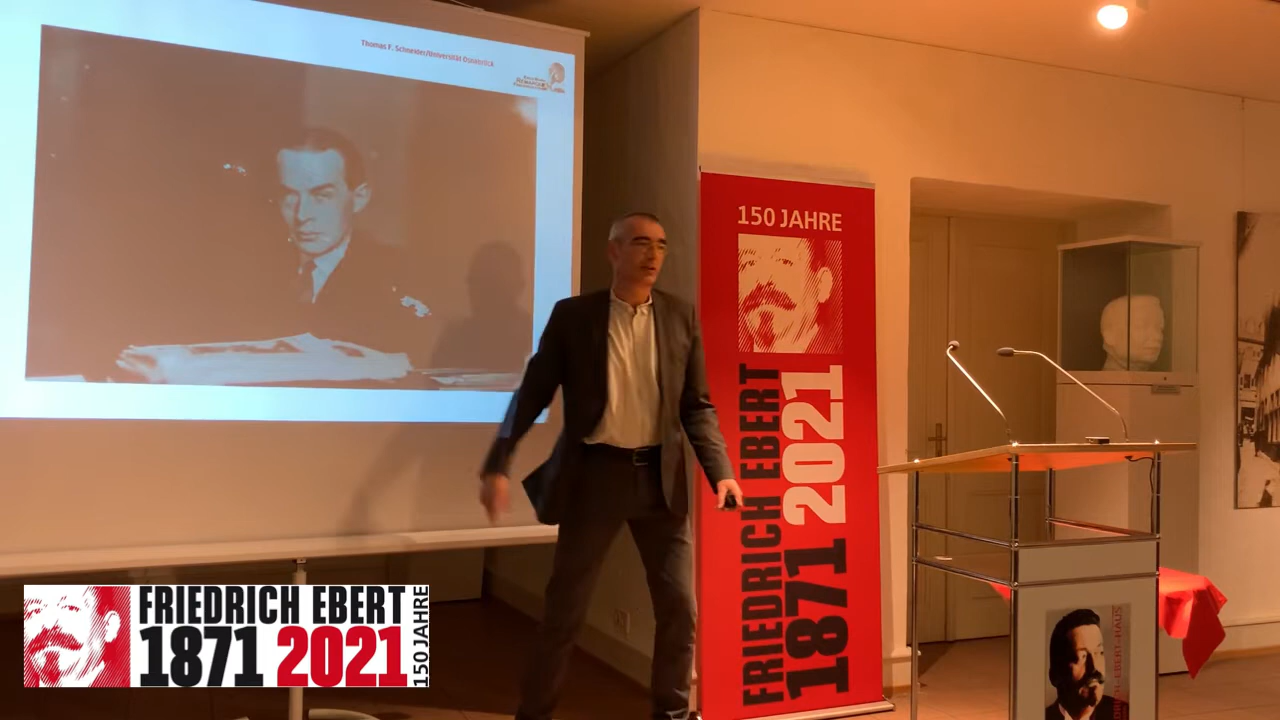 Thomas F. Schneider/Universität Osnabrück
150 JAHRE
FRIEDRICH EBERT
1871 2021
FRIEDRICH EBERT
1871 2021
150 JAHRE